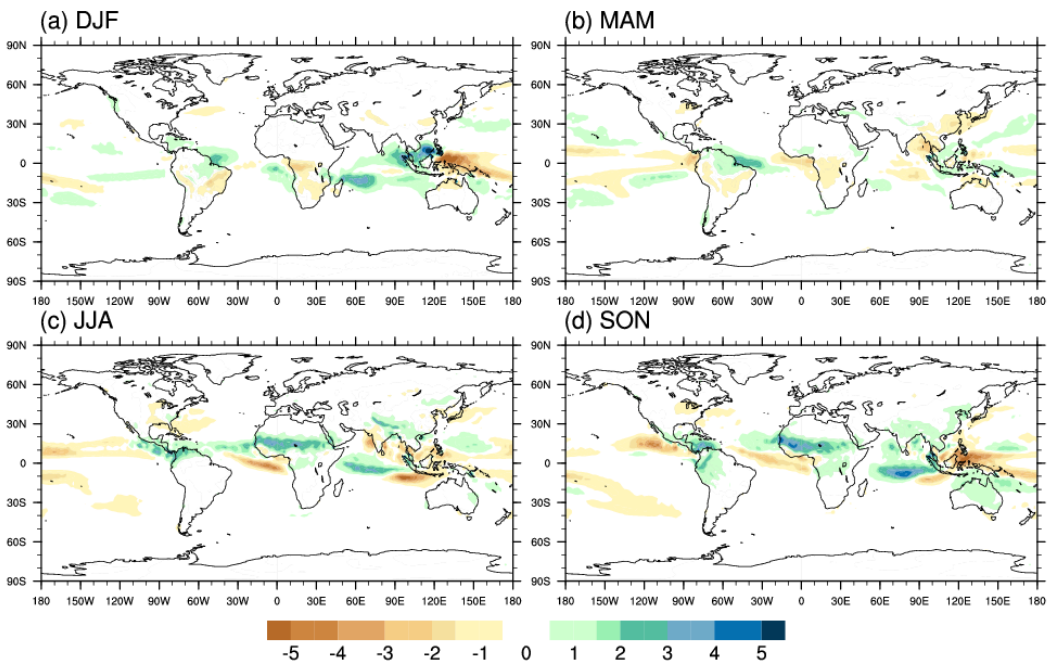 (a) DJF
(b) MAM
90N 90N
60N 60N
30N 30N
0 0
30S 30S
60S 60S
90S 90S
180 150W 120W 90W 60W 30W 0 30E 60E 90E 120E 150E 180
180 150W 120W 90W 60W 30W 0 30E 60E 90E 120E 150E 180
(c) JJA
(d) SON
90N 90N
60N 60N
30N 30N
0 0
30S 30S
60S 60S
90S 90S
180 150W 120W 90W 60W 30W 0 30E 60E 90E 120E 150E 180
180 150W 120W 90W 60W 30W 0 30E 60E 90E 120E 150E 180
-5 -4 -3 -2 -1 0 1 2 3 4 5